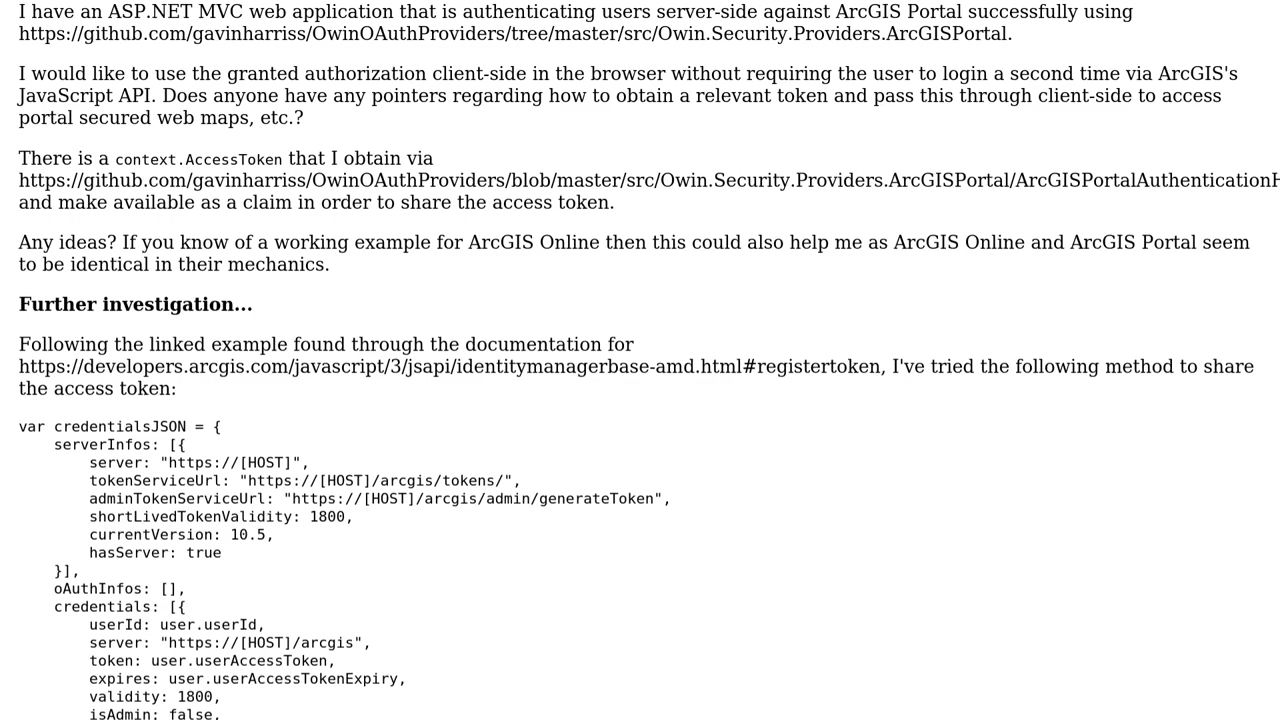 I have an ASP.NET MVC web application that is authenticating users server-side against ArcGIS Portal successfully using
https://github.com/gavinharriss/OwinOAuthProviders/tree/master/src/Owin.Security.Providers.ArcGISPortal.
I would like to use the granted authorization client-side in the browser without requiring the user to login a second time via ArcGIS's
JavaScript API. Does anyone have any pointers regarding how to obtain a relevant token and pass this through client-side to access
portal secured web maps, etc.?
There is a context.AccessToken that I obtain via
https://github.com/gavinharriss/OwinOAuthProviders/blob/master/src/Owin.Security.Providers.ArcGISPortal/ArcGISPortalAuthenticationH
and make available as a claim in order to share the access token.
Any ideas? If you know of a working example for ArcGIS Online then this could also help me as ArcGIS Online and ArcGIS Portal seem
to be identical in their mechanics.
Further investigation...
Following the linked example found through the documentation for
https://developers.arcgis.com/javascript/3/jsapi/identitymanagerbase-amd.html#registertoken, I've tried the following method to share
the access token:
var credentialsJSON = {
    serverInfos: [{
        server: "https://[HOST]",
        tokenServiceUrl: "https://[HOST]/arcgis/tokens/",
        adminTokenServiceUrl: "https://[HOST]/arcgis/admin/generateToken",
        shortLivedTokenValidity: 1800,
        currentVersion: 10.5,
        hasServer: true
    }],
    oAuthInfos: [],
    credentials: [{
        userId: user.userId,
        server: "https://[HOST]/arcgis",
        token: user.userAccessToken,
        expires: user.userAccessTokenExpiry,
        validity: 1800,
        isAdmin: false,